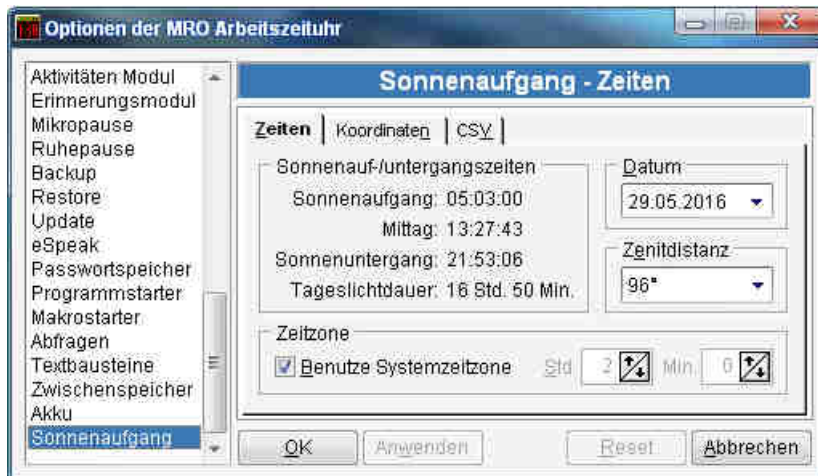 Optionen der MRO Arbeitszeituhr
Aktivitäten Modul
Erinnerungsmodul
Mikropause
Ruhepause
Backup
Restore
Update
eSpeak
Passwortspeicher
Programmstarter
Makrostarter
Abfragen
Textbausteine
Zwischenspeicher
Akku
Sonnenaufgang
Sonnenaufgang - Zeiten
Zeiten Koordinaten CSV
Sonnenauf-/untergangszeiten
Sonnenaufgang: 05:03:00
Mittag: 13:27:43
Sonnenuntergang: 21:53:06
Tageslichtdauer: 16 Std. 50 Min.
Datum
29.05.2016
Zenitdistanz
96°
Zeitzone
Benutze Systemzeitzone Std 2 Min. 0
OK Anwenden Reset Abbrechen